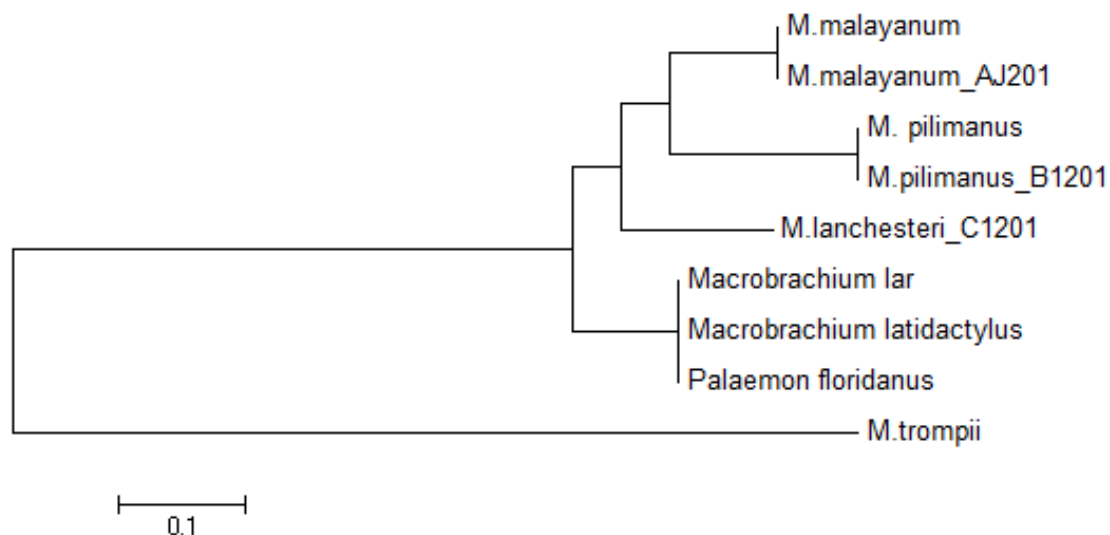 M.malayanum
M.malayanum_AJ201
M. pilimanus
M.pilimanus_B1201
M.lanchesteri_C1201
Macrobrachium lar
Macrobrachium latidactylus
Palaemon floridanus
M.trompii
0.1